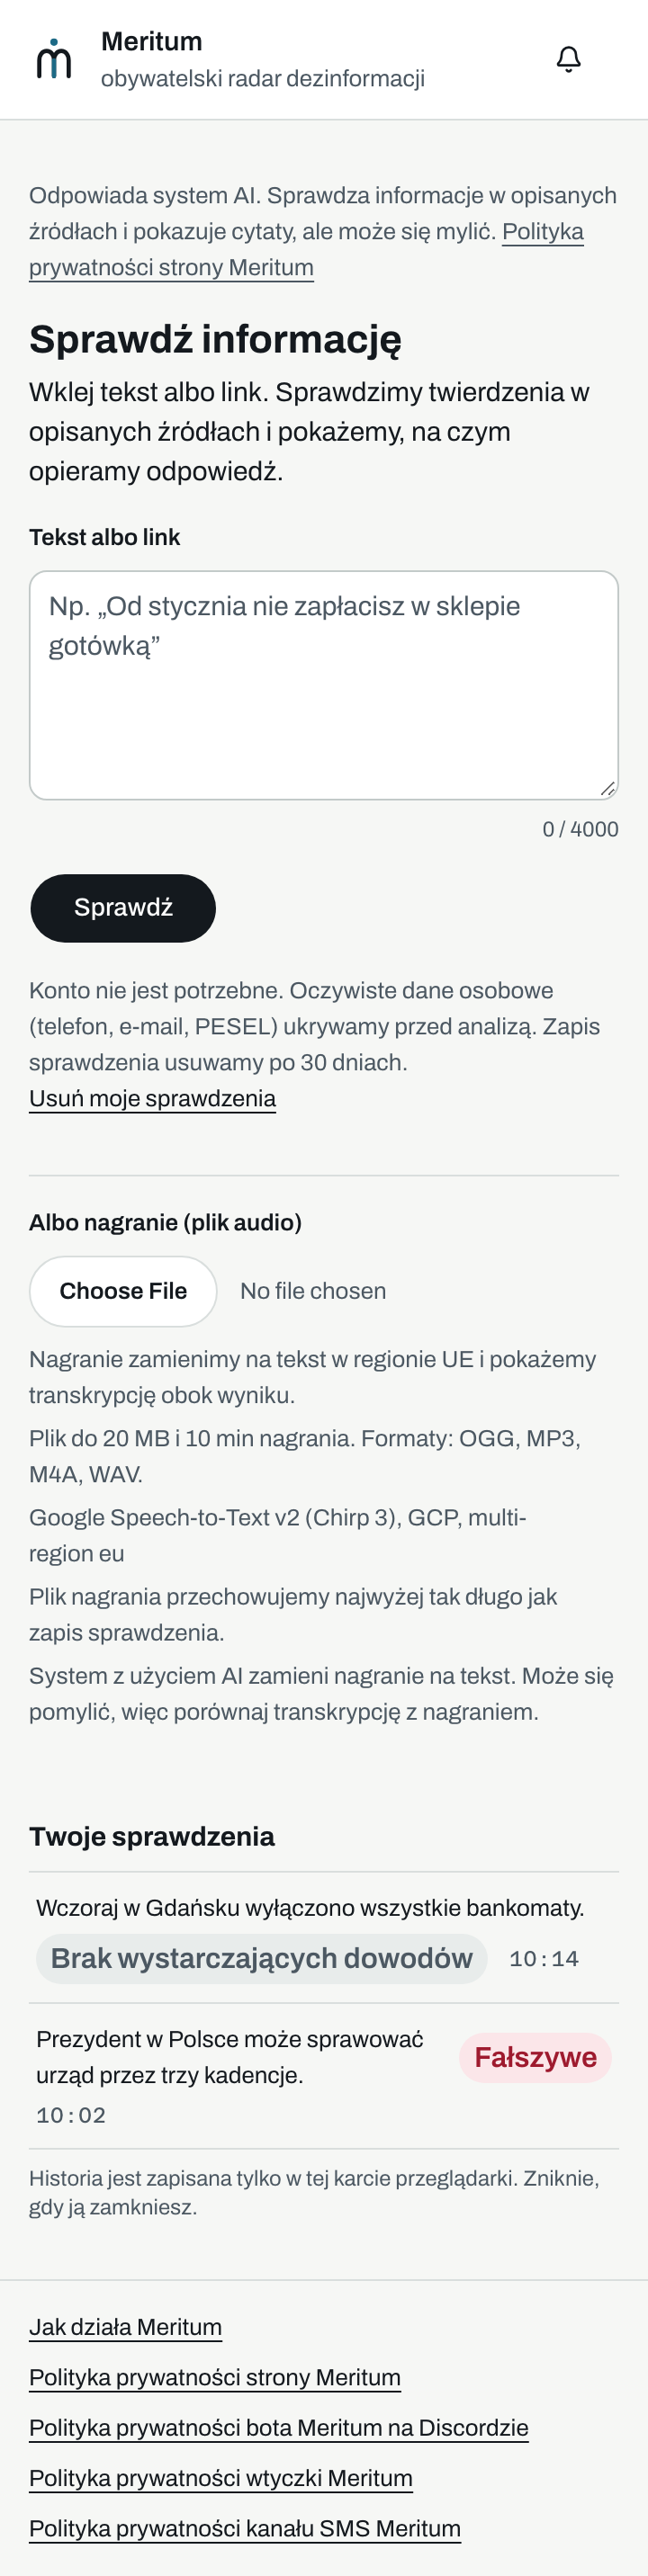 Meritum
obywatelski radar dezinformacji
Odpowiada system AI. Sprawdza informacje w opisanych
źródłach i pokazuje cytaty, ale może się mylić. Polityka
prywatności strony Meritum
Sprawdź informację
Wklej tekst albo link. Sprawdzimy twierdzenia w
opisanych źródłach i pokażemy, na czym
opieramy odpowiedź.
Tekst albo link
Np. „Od stycznia nie zapłacisz w sklepie
gotówką”
0 / 4000
Sprawdź
Konto nie jest potrzebne. Oczywiste dane osobowe
(telefon, e-mail, PESEL) ukrywamy przed analizą. Zapis
sprawdzenia usuwamy po 30 dniach.
Usuń moje sprawdzenia
Albo nagranie (plik audio)
Choose File No file chosen
Nagranie zamienimy na tekst w regionie UE i pokażemy
transkrypcję obok wyniku.
Plik do 20 MB i 10 min nagrania. Formaty: OGG, MP3,
M4A, WAV.
Google Speech-to-Text v2 (Chirp 3), GCP, multi-
region eu
Plik nagrania przechowujemy najwyżej tak długo jak
zapis sprawdzenia.
System z użyciem AI zamieni nagranie na tekst. Może się
pomylić, więc porównaj transkrypcję z nagraniem.
Twoje sprawdzenia
Wczoraj w Gdańsku wyłączono wszystkie bankomaty.
Brak wystarczających dowodów 10:14
Prezydent w Polsce może sprawować
urząd przez trzy kadencje.
Fałszywe
10:02
Historia jest zapisana tylko w tej karcie przeglądarki. Zniknie,
gdy ją zamkniesz.
Jak działa Meritum
Polityka prywatności strony Meritum
Polityka prywatności bota Meritum na Discordzie
Polityka prywatności wtyczki Meritum
Polityka prywatności kanału SMS Meritum